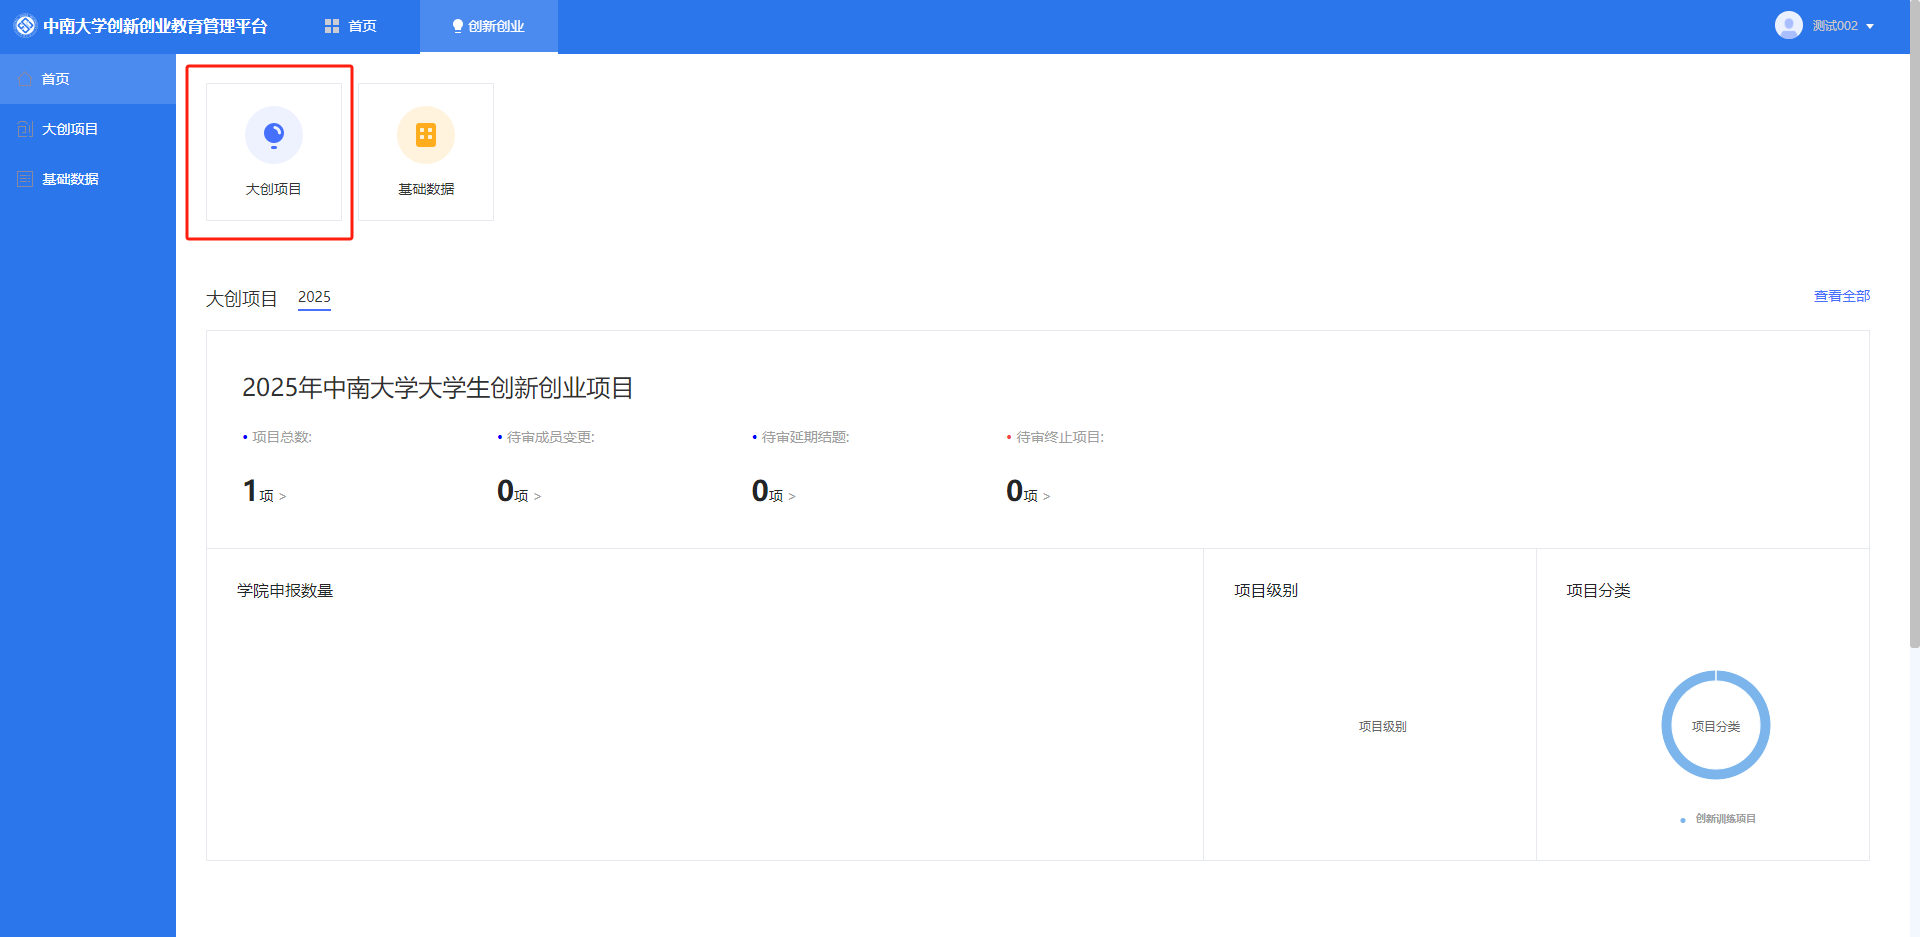 中南大学创新创业教育管理平台
首页
创新创业
测试002
首页
大创项目
基础数据
大创项目
基础数据
大创项目 2025
查看全部
2025年中南大学大学生创新创业项目
项目总数:
待审成员变更:
待审延期结题:
待审终止项目:
1项 >
0项 >
0项 >
0项 >
学院申报数量
项目级别
项目分类
项目级别
项目分类
创新训练项目